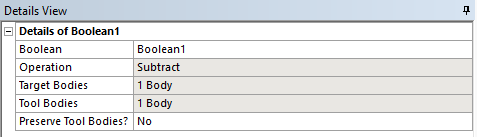 Details View
Details of Boolean1
Boolean Boolean1
Operation Subtract
Target Bodies 1 Body
Tool Bodies 1 Body
Preserve Tool Bodies? No